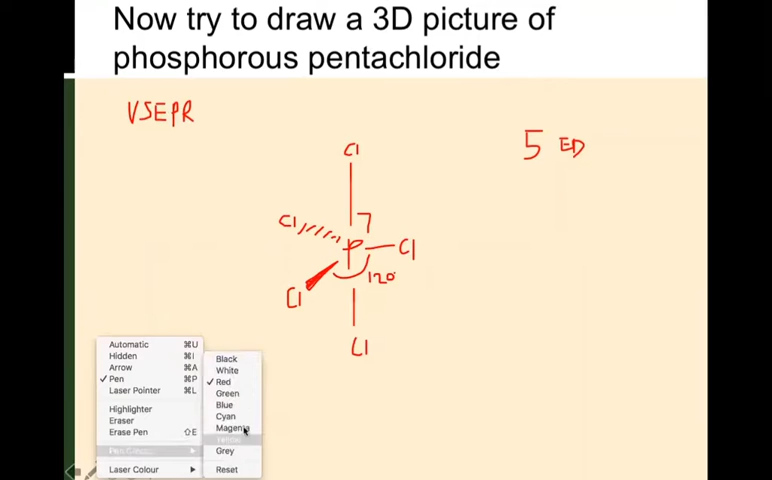 Now try to draw a 3D picture of
phosphorous pentachloride
VSEPR
5 ED
Cl
Cl
P
Cl
120
Cl
Cl
Automatic ⌘U
Hidden ⌘I
Arrow ⌘A
✓ Pen ⌘P
Laser Pointer ⌘L
Highlighter
Eraser
Erase Pen ⇧E
Laser Colour
Black
White
✓ Red
Green
Blue
Cyan
Magenta
Yellow
Grey
Reset